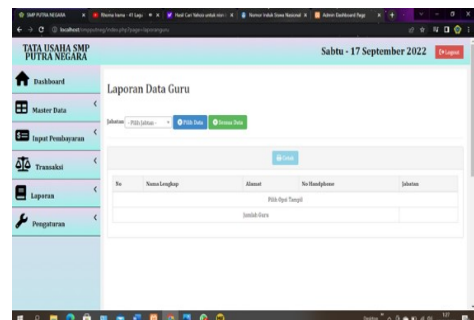 SMP PUTRA NEGARA
Admin Dashboard Page
localhost
TATA USAHA SMP
PUTRA NEGARA
Sabtu - 17 September 2022
Logout
Dashboard
Master Data
Input Pembayaran
Transaksi
Laporan
Pengaturan
Laporan Data Guru
Jabatan
- Pilih Jabatan -
Pilih Data
Semua Data
Cetak
No Nama Lengkap Alamat No Handphone Jabatan
Pilih Opsi Tampil
Jumlah Guru